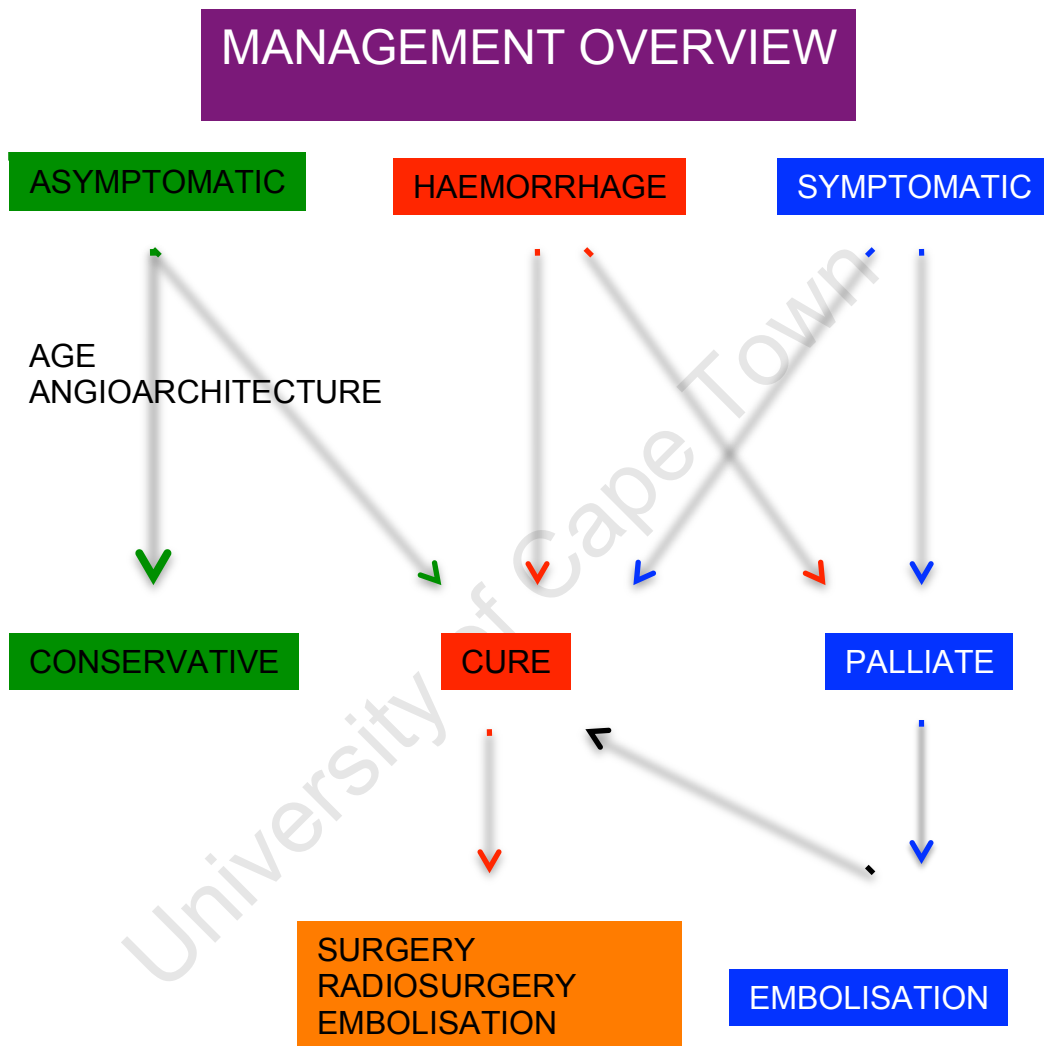 MANAGEMENT OVERVIEW
ASYMPTOMATIC
HAEMORRHAGE
SYMPTOMATIC
AGE
ANGIOARCHITECTURE
CONSERVATIVE
CURE
PALLIATE
SURGERY
RADIOSURGERY
EMBOLISATION
EMBOLISATION
University of Cape Town